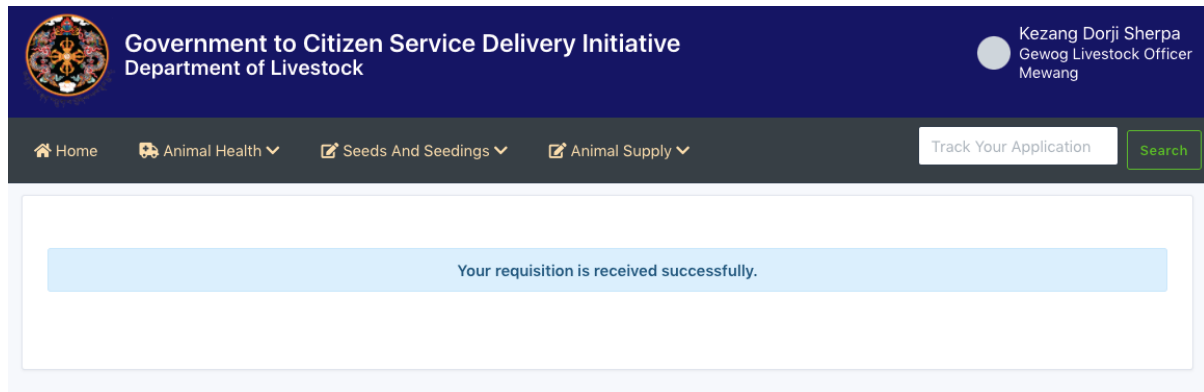 Government to Citizen Service Delivery Initiative
Department of Livestock
Kezang Dorji Sherpa
Gewog Livestock Officer
Mewang
Home Animal Health Seeds And Seedings Animal Supply Track Your Application Search
Your requisition is received successfully.